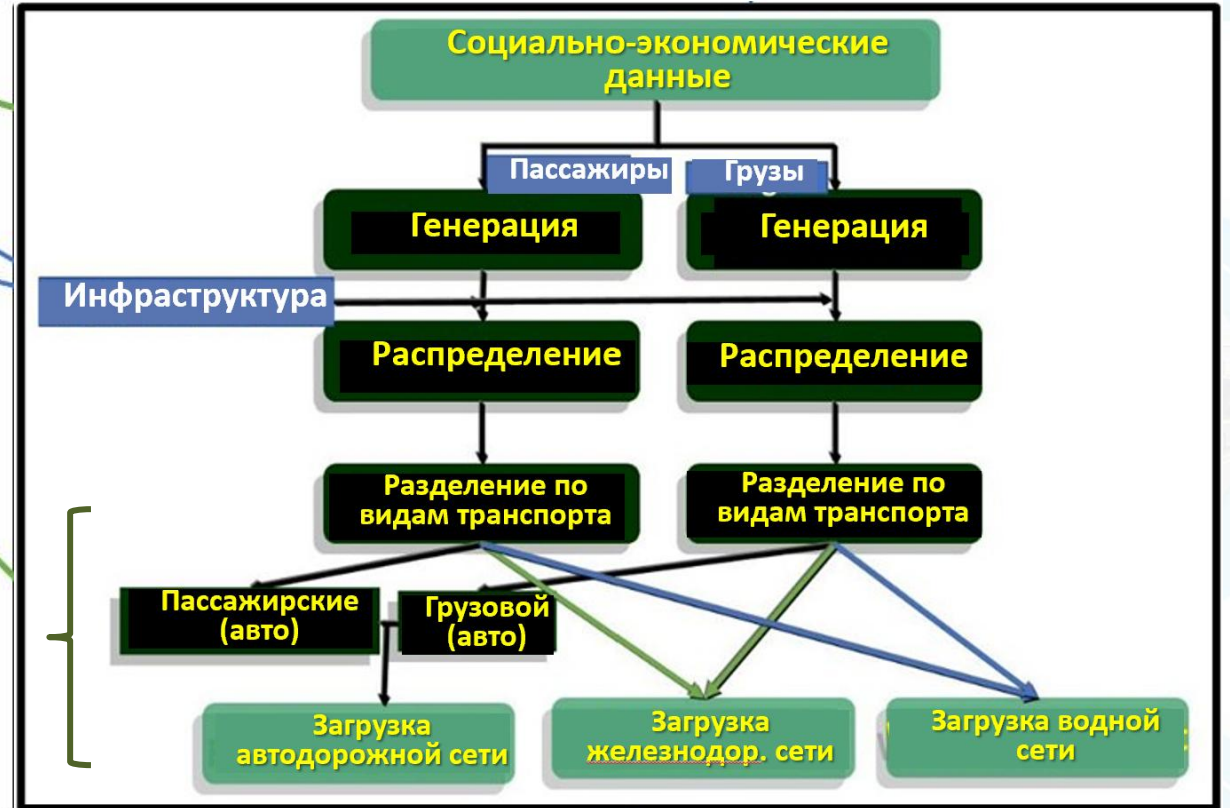 Социально-экономические
данные
Пассажиры
Грузы
Генерация
Генерация
Инфраструктура
Распределение
Распределение
Разделение по
видам транспорта
Разделение по
видам транспорта
Пассажирские
(авто)
Грузовой
(авто)
Загрузка
автодорожной сети
Загрузка
железнодор. сети
Загрузка водной
сети